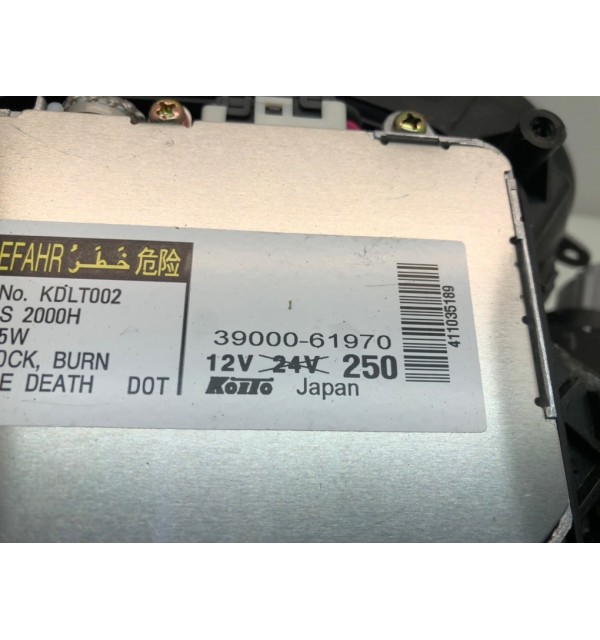 EFAHR خَطَرُ 危险
No. KDLT002
S 2000H
5W
OCK, BURN
E DEATH DOT
39000-61970
12V 24V 250
KOITO Japan
411035189